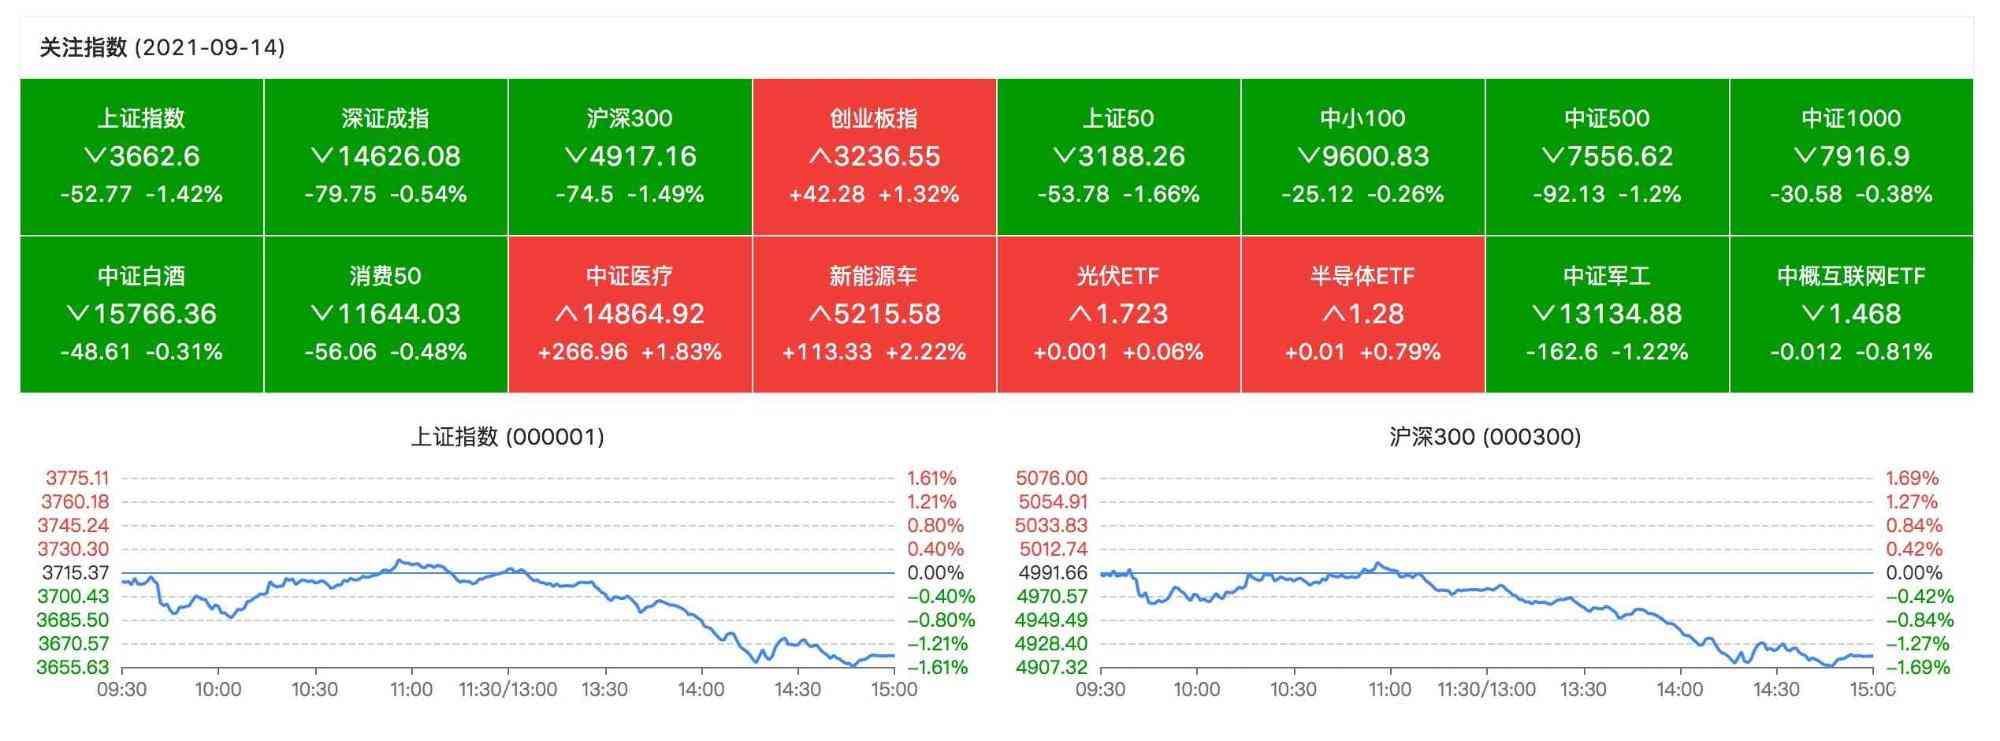 关注指数 (2021-09-14)
上证指数
3662.6
-52.77 -1.42%
深证成指
14626.08
-79.75 -0.54%
沪深300
4917.16
-74.5 -1.49%
创业板指
3236.55
+42.28 +1.32%
上证50
3188.26
-53.78 -1.66%
中小100
9600.83
-25.12 -0.26%
中证500
7556.62
-92.13 -1.2%
中证1000
7916.9
-30.58 -0.38%
中证白酒
15766.36
-48.61 -0.31%
消费50
11644.03
-56.06 -0.48%
中证医疗
14864.92
+266.96 +1.83%
新能源车
5215.58
+113.33 +2.22%
光伏ETF
1.723
+0.001 +0.06%
半导体ETF
1.28
+0.01 +0.79%
中证军工
13134.88
-162.6 -1.22%
中概互联网ETF
1.468
-0.012 -0.81%
上证指数 (000001)
3775.11 1.61%
3760.18 1.21%
3745.24 0.80%
3730.30 0.40%
3715.37 0.00%
3700.43 -0.40%
3685.50 -0.80%
3670.57 -1.21%
3655.63 -1.61%
09:30 10:00 10:30 11:00 11:30/13:00 13:30 14:00 14:30 15:00
沪深300 (000300)
5076.00 1.69%
5054.91 1.27%
5033.83 0.84%
5012.74 0.42%
4991.66 0.00%
4970.57 -0.42%
4949.49 -0.84%
4928.40 -1.27%
4907.32 -1.69%
09:30 10:00 10:30 11:00 11:30/13:00 13:30 14:00 14:30 15:00